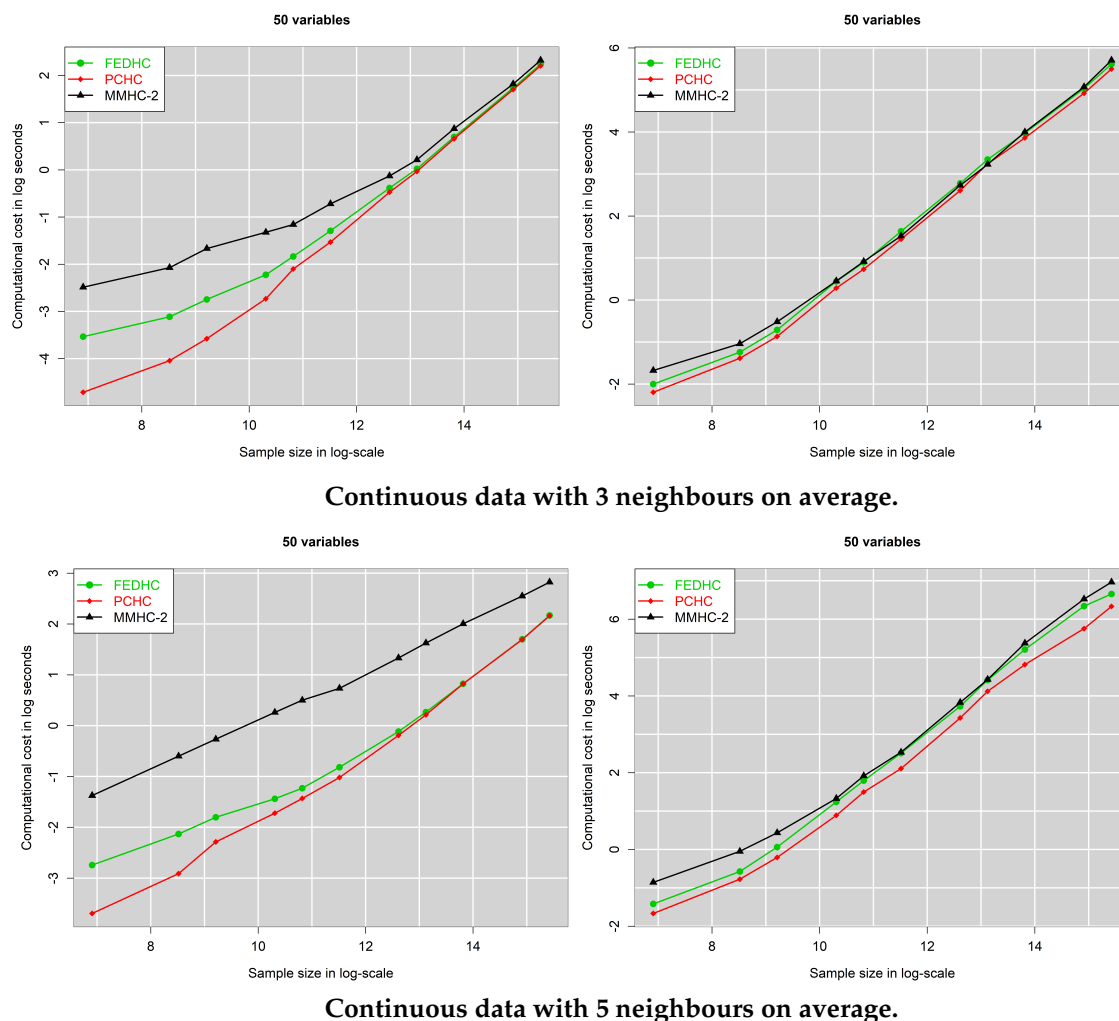 50 variables
FEDHC
PCHC
MMHC-2
2
1
0
-1
-2
-3
-4
Computational cost in log seconds
8 10 12 14
Sample size in log-scale
50 variables
FEDHC
PCHC
MMHC-2
6
4
2
0
-2
Computational cost in log seconds
8 10 12 14
Sample size in log-scale
Continuous data with 3 neighbours on average.
50 variables
FEDHC
PCHC
MMHC-2
3
2
1
0
-1
-2
-3
Computational cost in log seconds
8 10 12 14
Sample size in log-scale
50 variables
FEDHC
PCHC
MMHC-2
6
4
2
0
-2
Computational cost in log seconds
8 10 12 14
Sample size in log-scale
Continuous data with 5 neighbours on average.